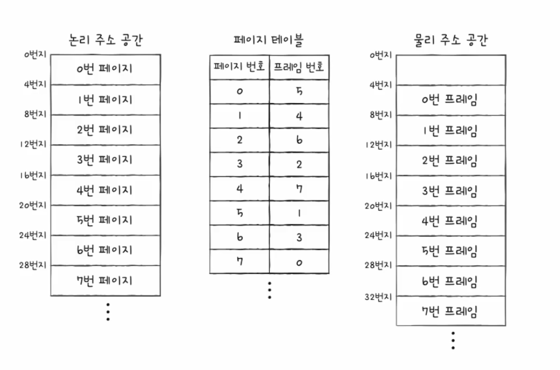 논리 주소 공간
0번지
0번 페이지
4번지
1번 페이지
8번지
2번 페이지
12번지
3번 페이지
16번지
4번 페이지
20번지
5번 페이지
24번지
6번 페이지
28번지
7번 페이지
페이지 테이블
페이지 번호 프레임 번호
0 5
1 4
2 6
3 2
4 7
5 1
6 3
7 0
물리 주소 공간
0번지
4번지
0번 프레임
8번지
1번 프레임
12번지
2번 프레임
16번지
3번 프레임
20번지
4번 프레임
24번지
5번 프레임
28번지
6번 프레임
32번지
7번 프레임